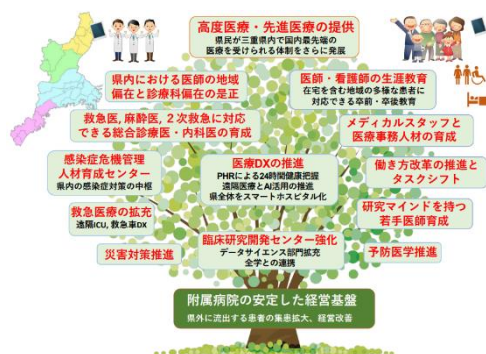 高度医療・先進医療の提供
県民が三重県内で国内最先端の
医療を受けられる体制をさらに発展
県内における医師の地域
偏在と診療科偏在の是正
医師・看護師の生涯教育
在宅を含む地域の多様な患者に
対応できる卒前・卒後教育
救急医, 麻酔医, 2次救急に対応
できる総合診療医・内科医の育成
メディカルスタッフと
医療事務人材の育成
感染症危機管理
人材育成センター
県内の感染症対策の中枢
医療DXの推進
PHRによる24時間健康把握
遠隔医療とAI活用の推進
県全体をスマートホスピタル化
働き方改革の推進と
タスクシフト
救急医療の拡充
遠隔ICU, 救急車DX
研究マインドを持つ
若手医師育成
災害対策推進
臨床研究開発センター強化
データサイエンス部門拡充
全学との連携
予防医学推進
附属病院の安定した経営基盤
県外に流出する患者の集患拡大、経営改善